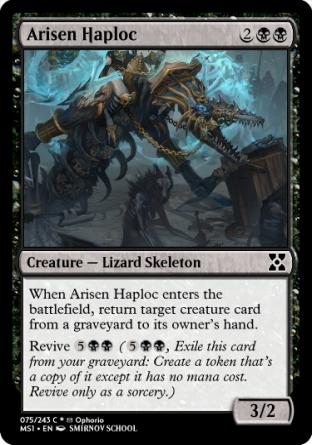 Arisen Haploc 2
Creature — Lizard Skeleton
When Arisen Haploc enters the
battlefield, return target creature card
from a graveyard to its owner's hand.
Revive 5 ( 5 , Exile this card
from your graveyard: Create a token that's
a copy of it except it has no mana cost.
Revive only as a sorcery.)
3/2
075/243 C
MS1 • EN Ophorio
SMIRNOV SCHOOL